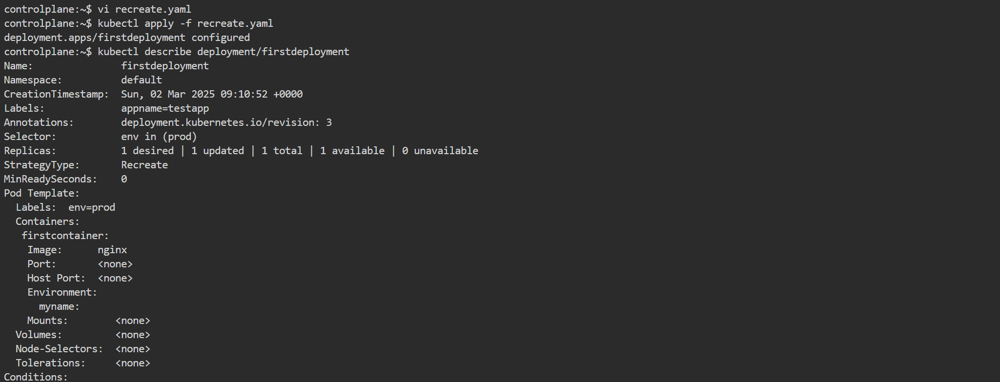 controlplane:~$ vi recreate.yaml
controlplane:~$ kubectl apply -f recreate.yaml
deployment.apps/firstdeployment configured
controlplane:~$ kubectl describe deployment/firstdeployment
Name:               firstdeployment
Namespace:          default
CreationTimestamp:  Sun, 02 Mar 2025 09:10:52 +0000
Labels:             appname=testapp
Annotations:        deployment.kubernetes.io/revision: 3
Selector:           env in (prod)
Replicas:           1 desired | 1 updated | 1 total | 1 available | 0 unavailable
StrategyType:       Recreate
MinReadySeconds:    0
Pod Template:
  Labels:  env=prod
  Containers:
   firstcontainer:
    Image:      nginx
    Port:       <none>
    Host Port:  <none>
    Environment:
      myname:
    Mounts:        <none>
  Volumes:         <none>
  Node-Selectors:  <none>
  Tolerations:     <none>
Conditions: